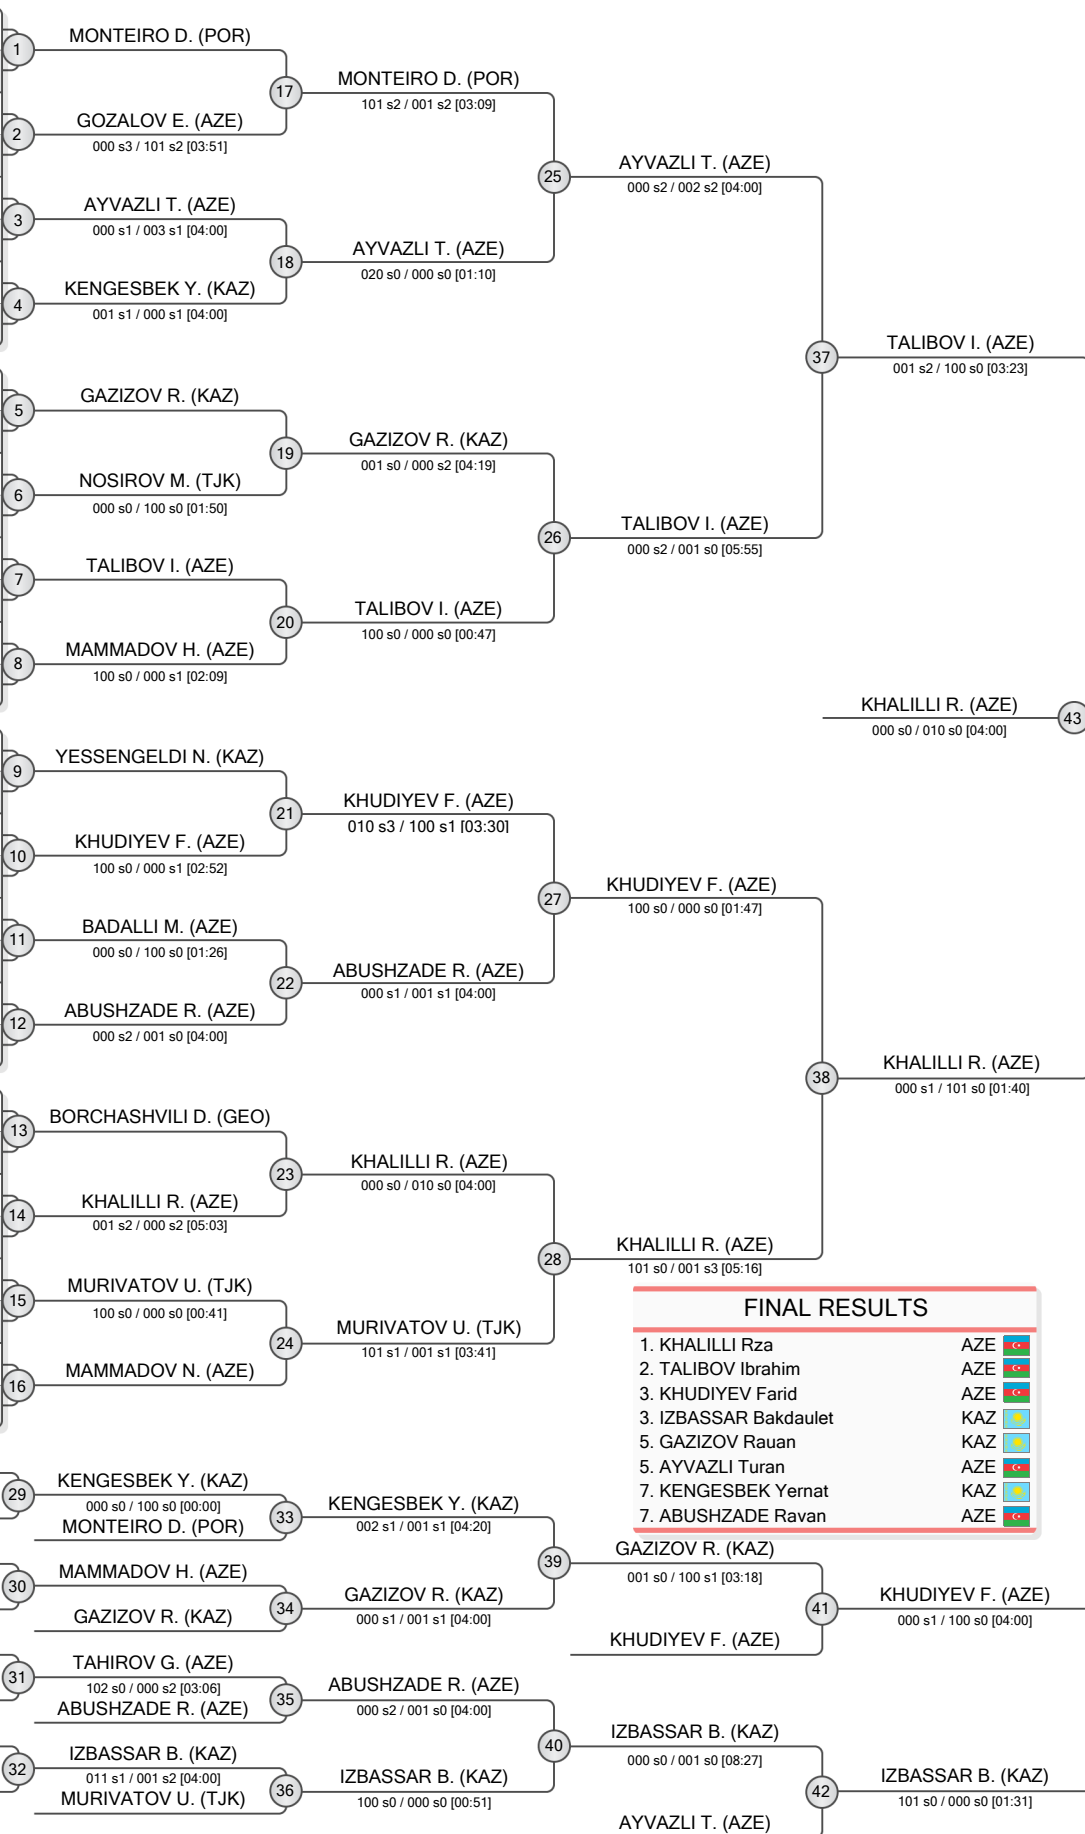 1
MONTEIRO D. (POR)
17
MONTEIRO D. (POR)
101 s2 / 001 s2 [03:09]
2
GOZALOV E. (AZE)
000 s3 / 101 s2 [03:51]
25
AYVAZLI T. (AZE)
000 s2 / 002 s2 [04:00]
3
AYVAZLI T. (AZE)
000 s1 / 003 s1 [04:00]
18
AYVAZLI T. (AZE)
020 s0 / 000 s0 [01:10]
4
KENGESBEK Y. (KAZ)
001 s1 / 000 s1 [04:00]
37
TALIBOV I. (AZE)
001 s2 / 100 s0 [03:23]
5
GAZIZOV R. (KAZ)
19
GAZIZOV R. (KAZ)
001 s0 / 000 s2 [04:19]
6
NOSIROV M. (TJK)
000 s0 / 100 s0 [01:50]
26
TALIBOV I. (AZE)
000 s2 / 001 s0 [05:55]
7
TALIBOV I. (AZE)
20
TALIBOV I. (AZE)
100 s0 / 000 s0 [00:47]
8
MAMMADOV H. (AZE)
100 s0 / 000 s1 [02:09]
KHALILLI R. (AZE)
000 s0 / 010 s0 [04:00]
43
9
YESSENGELDI N. (KAZ)
21
KHUDIYEV F. (AZE)
010 s3 / 100 s1 [03:30]
10
KHUDIYEV F. (AZE)
100 s0 / 000 s1 [02:52]
27
KHUDIYEV F. (AZE)
100 s0 / 000 s0 [01:47]
11
BADALLI M. (AZE)
000 s0 / 100 s0 [01:26]
22
ABUSHZADE R. (AZE)
000 s1 / 001 s1 [04:00]
12
ABUSHZADE R. (AZE)
000 s2 / 001 s0 [04:00]
38
KHALILLI R. (AZE)
000 s1 / 101 s0 [01:40]
13
BORCHASHVILI D. (GEO)
23
KHALILLI R. (AZE)
000 s0 / 010 s0 [04:00]
14
KHALILLI R. (AZE)
001 s2 / 000 s2 [05:03]
28
KHALILLI R. (AZE)
101 s0 / 001 s3 [05:16]
15
MURIVATOV U. (TJK)
100 s0 / 000 s0 [00:41]
24
MURIVATOV U. (TJK)
101 s1 / 001 s1 [03:41]
16
MAMMADOV N. (AZE)
FINAL RESULTS
1. KHALILLI Rza AZE
2. TALIBOV Ibrahim AZE
3. KHUDIYEV Farid AZE
3. IZBASSAR Bakdaulet KAZ
5. GAZIZOV Rauan KAZ
5. AYVAZLI Turan AZE
7. KENGESBEK Yernat KAZ
7. ABUSHZADE Ravan AZE
29
KENGESBEK Y. (KAZ)
000 s0 / 100 s0 [00:00]
MONTEIRO D. (POR)
33
KENGESBEK Y. (KAZ)
002 s1 / 001 s1 [04:20]
30
MAMMADOV H. (AZE)
GAZIZOV R. (KAZ)
34
GAZIZOV R. (KAZ)
000 s1 / 001 s1 [04:00]
39
GAZIZOV R. (KAZ)
001 s0 / 100 s1 [03:18]
KHUDIYEV F. (AZE)
41
KHUDIYEV F. (AZE)
000 s1 / 100 s0 [04:00]
31
TAHIROV G. (AZE)
102 s0 / 000 s2 [03:06]
ABUSHZADE R. (AZE)
35
ABUSHZADE R. (AZE)
000 s2 / 001 s0 [04:00]
32
IZBASSAR B. (KAZ)
011 s1 / 001 s2 [04:00]
MURIVATOV U. (TJK)
36
IZBASSAR B. (KAZ)
100 s0 / 000 s0 [00:51]
40
IZBASSAR B. (KAZ)
000 s0 / 001 s0 [08:27]
AYVAZLI T. (AZE)
42
IZBASSAR B. (KAZ)
101 s0 / 000 s0 [01:31]